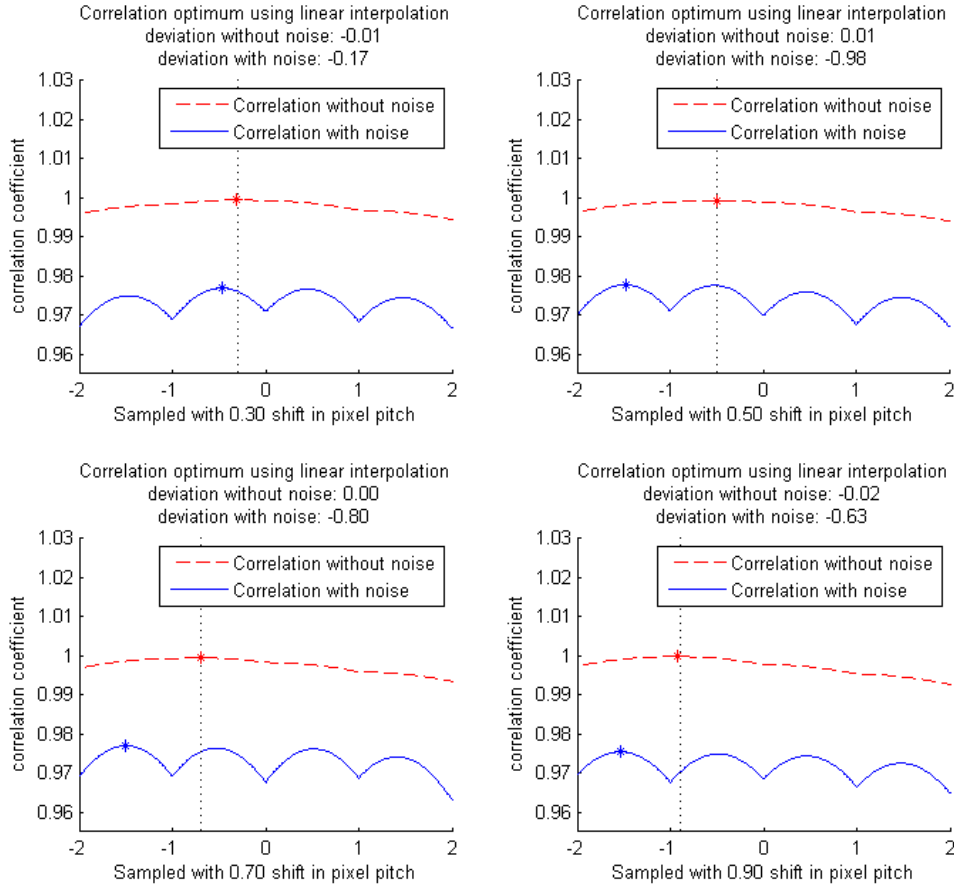 Correlation optimum using linear interpolation
deviation without noise: -0.01
deviation with noise: -0.17
1.03
1.02
1.01
1
0.99
0.98
0.97
0.96
correlation coefficient
Correlation without noise
Correlation with noise
-2 -1 0 1 2
Sampled with 0.30 shift in pixel pitch
Correlation optimum using linear interpolation
deviation without noise: 0.01
deviation with noise: -0.98
1.03
1.02
1.01
1
0.99
0.98
0.97
0.96
correlation coefficient
Correlation without noise
Correlation with noise
-2 -1 0 1 2
Sampled with 0.50 shift in pixel pitch
Correlation optimum using linear interpolation
deviation without noise: 0.00
deviation with noise: -0.80
1.03
1.02
1.01
1
0.99
0.98
0.97
0.96
correlation coefficient
Correlation without noise
Correlation with noise
-2 -1 0 1 2
Sampled with 0.70 shift in pixel pitch
Correlation optimum using linear interpolation
deviation without noise: -0.02
deviation with noise: -0.63
1.03
1.02
1.01
1
0.99
0.98
0.97
0.96
correlation coefficient
Correlation without noise
Correlation with noise
-2 -1 0 1 2
Sampled with 0.90 shift in pixel pitch